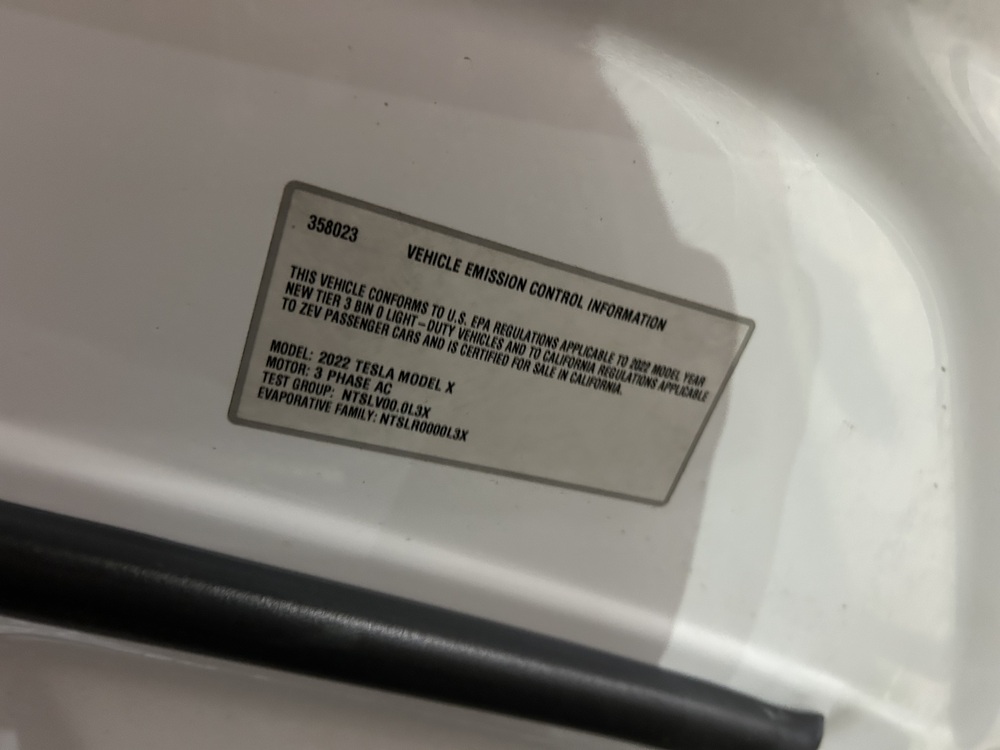 358023
VEHICLE EMISSION CONTROL INFORMATION
THIS VEHICLE CONFORMS TO U.S. EPA REGULATIONS APPLICABLE TO 2022 MODEL YEAR
NEW TIER 3 BIN 0 LIGHT-DUTY VEHICLES AND TO CALIFORNIA REGULATIONS APPLICABLE
TO ZEV PASSENGER CARS AND IS CERTIFIED FOR SALE IN CALIFORNIA.
MODEL: 2022 TESLA MODEL X
MOTOR: 3 PHASE AC
TEST GROUP: NTSLV00.0L3X
EVAPORATIVE FAMILY: NTSLR0000L3X